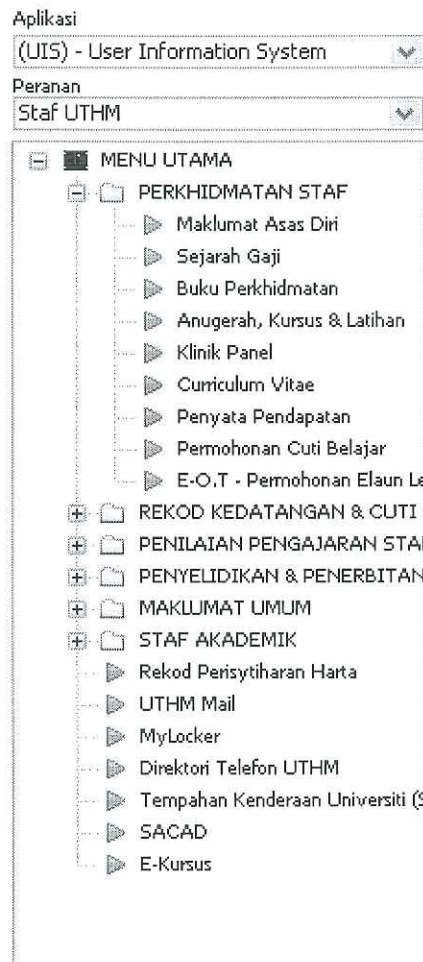 Aplikasi
(UIS) - User Information System
Peranan
Staf UTHM
MENU UTAMA
PERKHIDMATAN STAF
Maklumat Asas Diri
Sejarah Gaji
Buku Perkhidmatan
Anugerah, Kursus & Latihan
Klinik Panel
Curriculum Vitae
Penyata Pendapatan
Permohonan Cuti Belajar
E-O.T - Permohonan Elaun Le
REKOD KEDATANGAN & CUTI
PENILAIAN PENGAJARAN STAF
PENYELIDIKAN & PENERBITAN
MAKLUMAT UMUM
STAF AKADEMIK
Rekod Perisytiharan Harta
UTHM Mail
MyLocker
Direktori Telefon UTHM
Tempahan Kenderaan Universiti (S
SACAD
E-Kursus